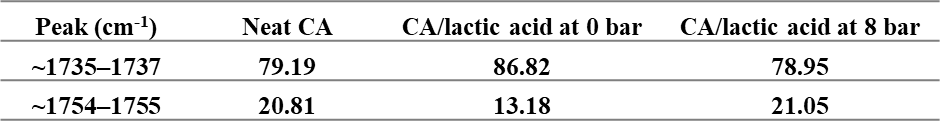 Peak (cm-1) Neat CA CA/lactic acid at 0 bar CA/lactic acid at 8 bar
~1735–1737 79.19 86.82 78.95
~1754–1755 20.81 13.18 21.05